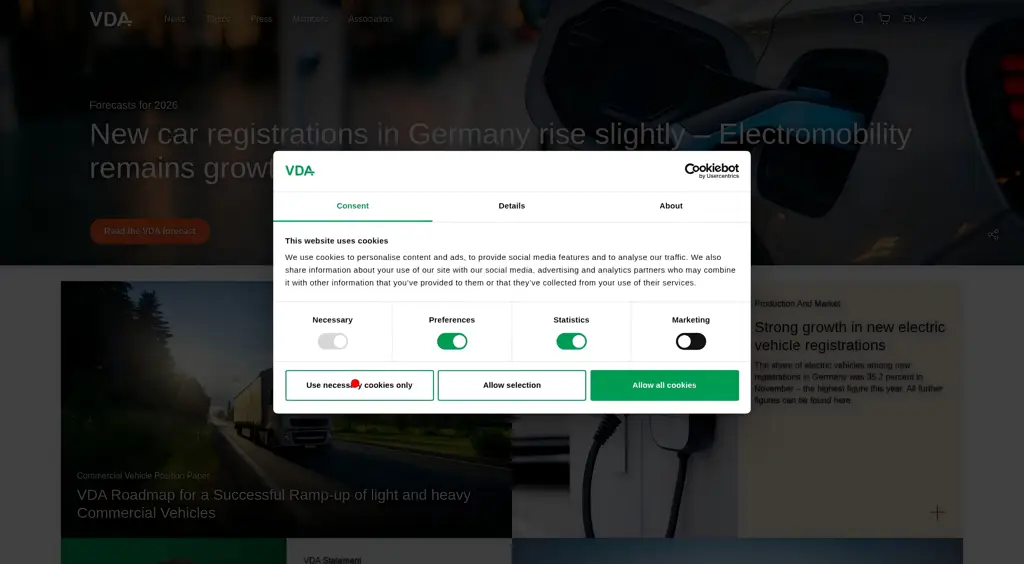 VDA
News
Topics
Press
Members
Association
EN
Forecasts for 2026
New car registrations in Germany rise slightly – Electromobility
remains growt
Read the VDA forecast
VDA
Cookiebot
by Usercentrics
Consent
Details
About
This website uses cookies
We use cookies to personalise content and ads, to provide social media features and to analyse our traffic. We also
share information about your use of our site with our social media, advertising and analytics partners who may combine
it with other information that you've provided to them or that they've collected from your use of their services.
Necessary
Preferences
Statistics
Marketing
Use necessary cookies only
Allow selection
Allow all cookies
Commercial Vehicle Position Paper
VDA Roadmap for a Successful Ramp-up of light and heavy
Commercial Vehicles
Production And Market
Strong growth in new electric
vehicle registrations
The share of electric vehicles among new
registrations in Germany was 35.2 percent in
November – the highest figure this year. All further
figures can be found here.
VDA Statement